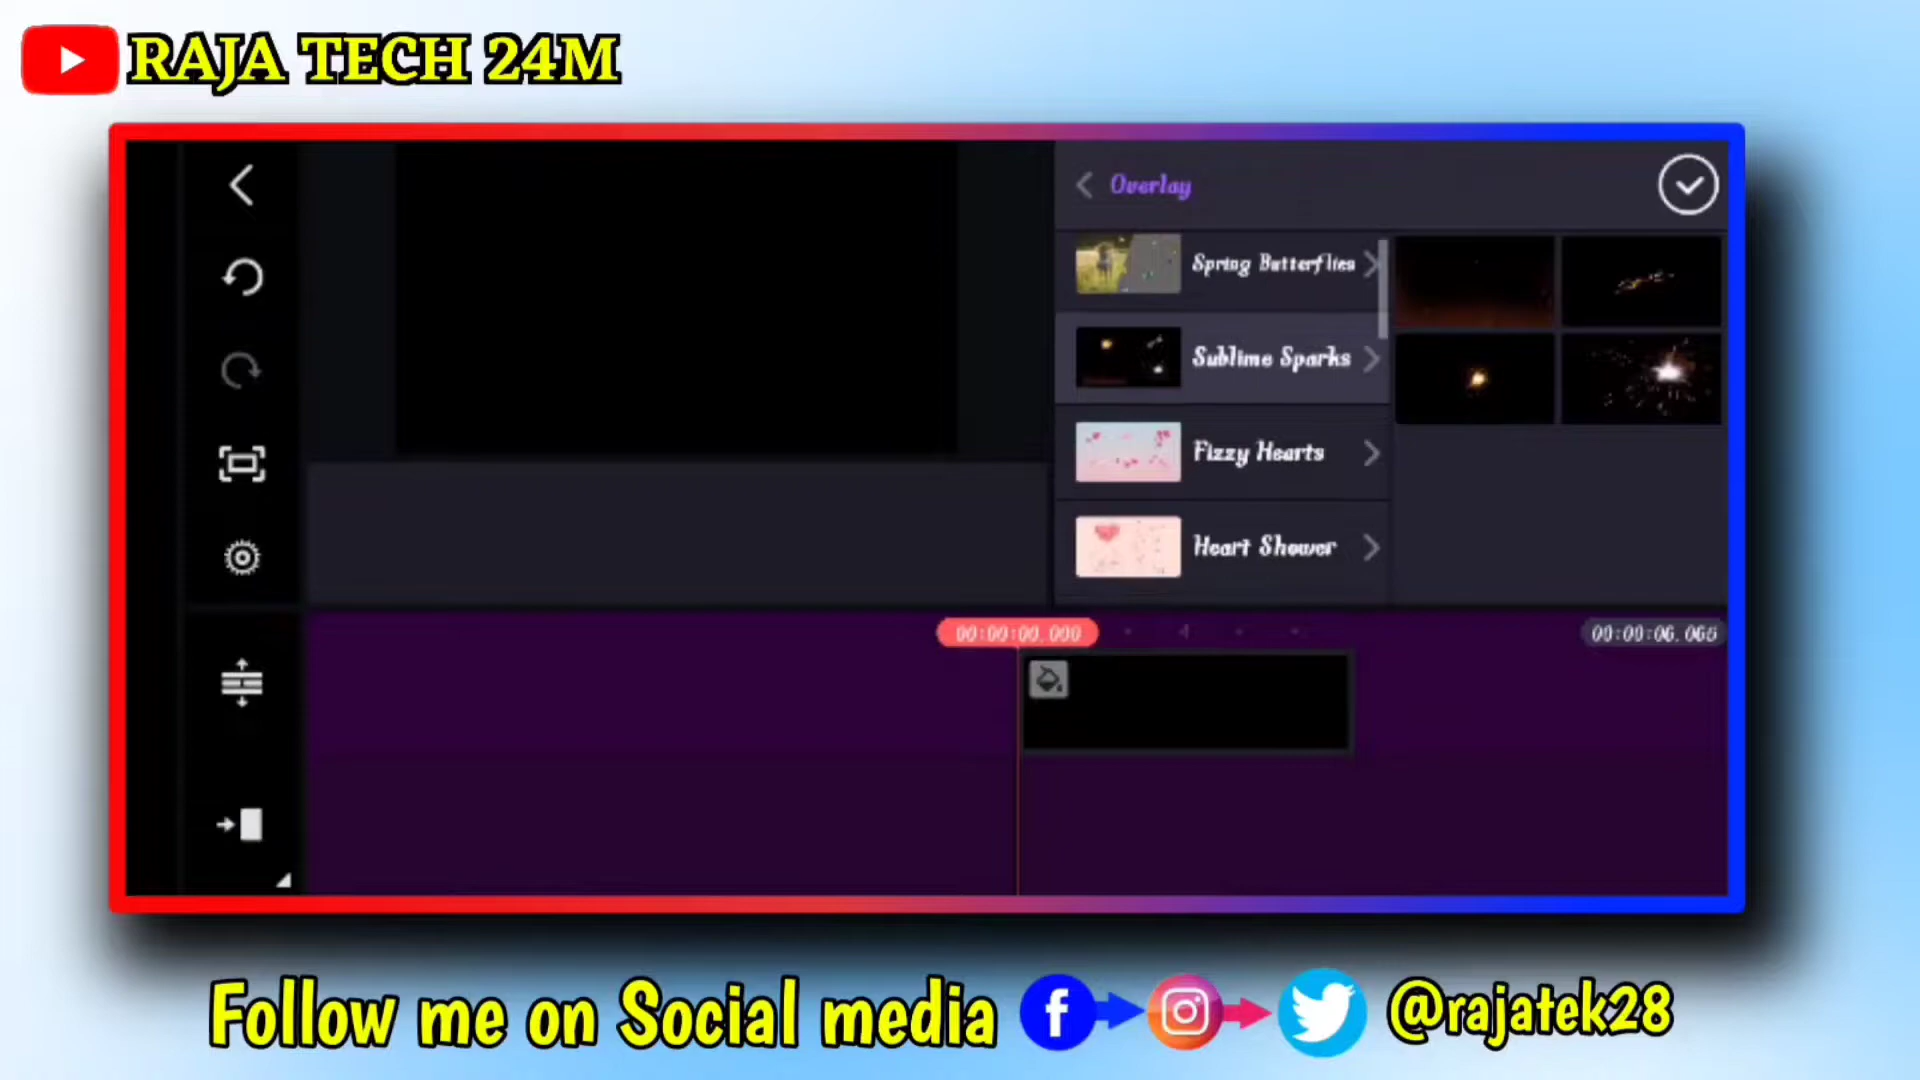 RAJA TECH 24M
Overlay
Spring Butterflies
Sublime Sparks
Fizzy Hearts
Heart Shower
00:00:00.000
00:00:06.065
Follow me on Social media @rajatek28